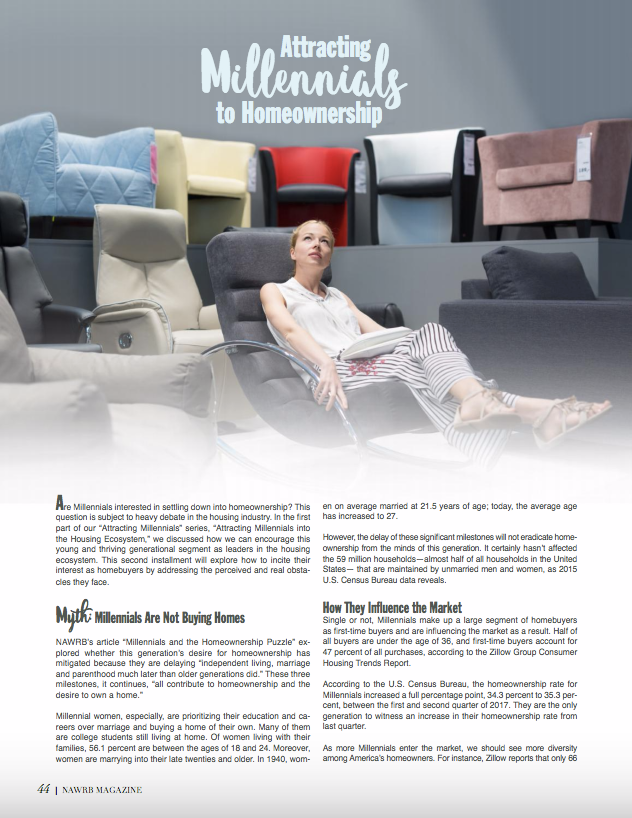 Attracting
Millennials
to Homeownership
Are Millennials interested in settling down into homeownership? This
question is subject to heavy debate in the housing industry. In the first
part of our “Attracting Millennials” series, “Attracting Millennials into
the Housing Ecosystem,” we discussed how we can encourage this
young and thriving generational segment as leaders in the housing
ecosystem. This second installment will explore how to incite their
interest as homebuyers by addressing the perceived and real obsta-
cles they face.
Myth: Millennials Are Not Buying Homes
NAWRB’s article “Millennials and the Homeownership Puzzle” ex-
plored whether this generation’s desire for homeownership has
mitigated because they are delaying “independent living, marriage
and parenthood much later than older generations did.” These three
milestones, it continues, “all contribute to homeownership and the
desire to own a home.”
Millennial women, especially, are prioritizing their education and ca-
reers over marriage and buying a home of their own. Many of them
are college students still living at home. Of women living with their
families, 56.1 percent are between the ages of 18 and 24. Moreover,
women are marrying into their late twenties and older. In 1940, wom-
en on average married at 21.5 years of age; today, the average age
has increased to 27.
However, the delay of these significant milestones will not eradicate home-
ownership from the minds of this generation. It certainly hasn’t affected
the 59 million households—almost half of all households in the United
States— that are maintained by unmarried men and women, as 2015
U.S. Census Bureau data reveals.
How They Influence the Market
Single or not, Millennials make up a large segment of homebuyers
as first-time buyers and are influencing the market as a result. Half of
all buyers are under the age of 36, and first-time buyers account for
47 percent of all purchases, according to the Zillow Group Consumer
Housing Trends Report.
According to the U.S. Census Bureau, the homeownership rate for
Millennials increased a full percentage point, 34.3 percent to 35.3 per-
cent, between the first and second quarter of 2017. They are the only
generation to witness an increase in their homeownership rate from
last quarter.
As more Millennials enter the market, we should see more diversity
among America’s homeowners. For instance, Zillow reports that only 66
44 | NAWRB MAGAZINE